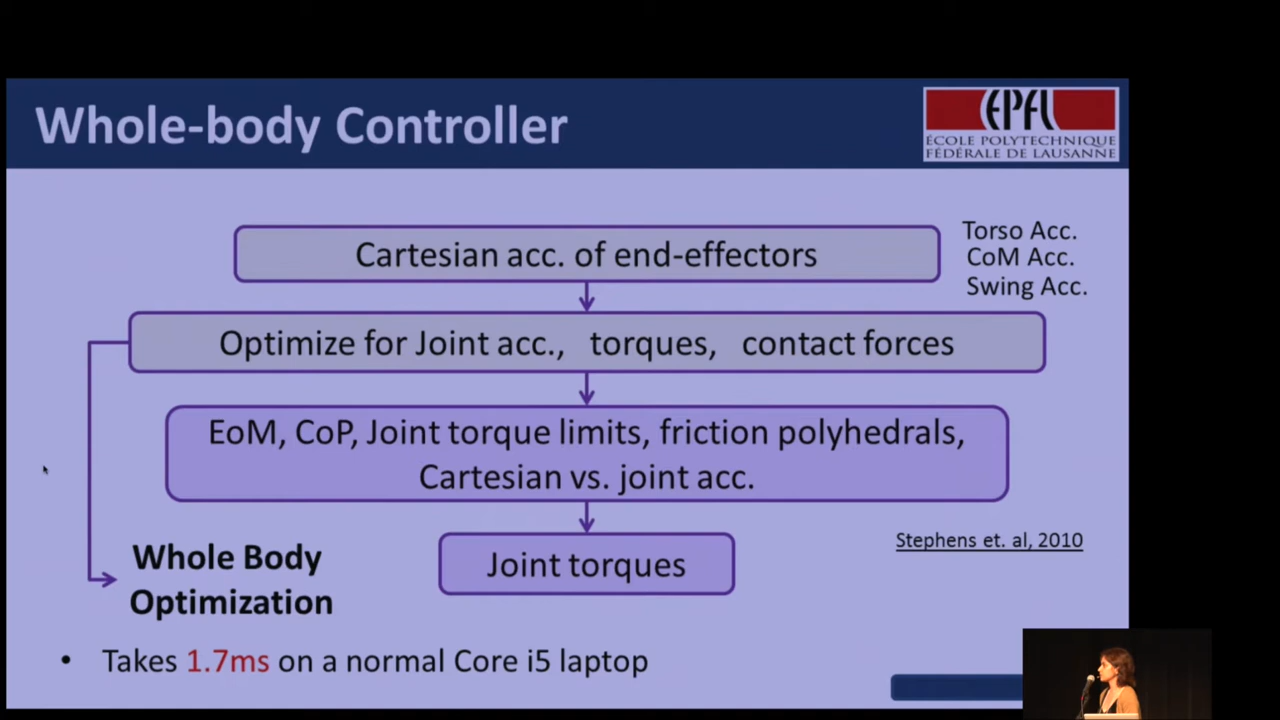 Whole-body Controller
EPFL
ÉCOLE POLYTECHNIQUE
FÉDÉRALE DE LAUSANNE
Cartesian acc. of end-effectors
Torso Acc.
CoM Acc.
Swing Acc.
Optimize for Joint acc., torques, contact forces
EoM, CoP, Joint torque limits, friction polyhedrals,
Cartesian vs. joint acc.
Joint torques
Stephens et. al, 2010
Whole Body
Optimization
• Takes 1.7ms on a normal Core i5 laptop